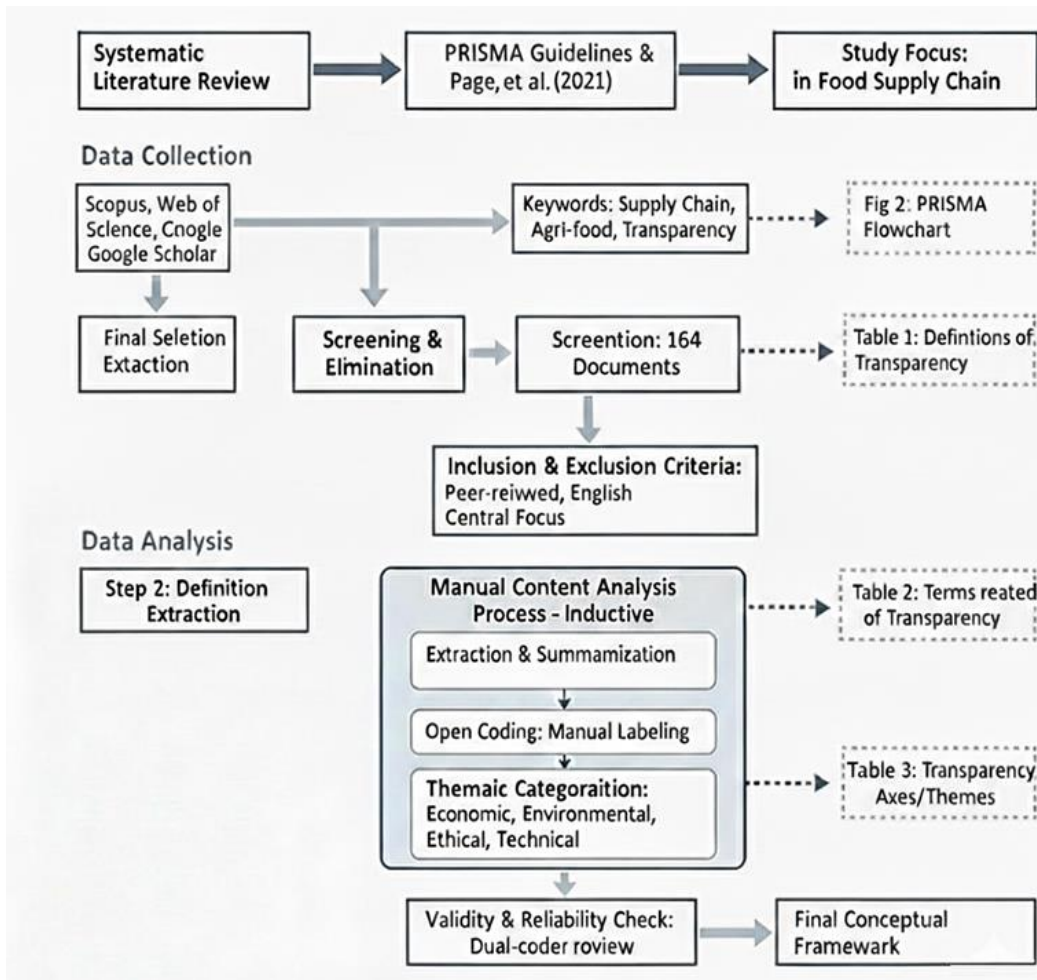 Systematic
Literature Review
PRISMA Guidelines &
Page, et al. (2021)
Study Focus:
in Food Supply Chain
Data Collection
Scopus, Web of
Sclence, Cnogle
Google Scholar
Keywords: Supply Chain,
Agri-food, Transparency
Fig 2: PRISMA
Flowchart
Final Seletion
Extaction
Screening &
Elmination
Screention: 164
Documents
Table 1: Defintions of
Transparency
Inclusion & Exclusion Criteria:
Peer-reiwwed, English
Central Focus
Data Analysis
Step 2: Definition
Extraction
Manual Content Analysis
Process - Inductive
Extraction & Summamization
Open Coding: Manual Labeling
Themaic Categoraition:
Economic, Environmental,
Ethical, Technical
Table 2: Terms reated
of Transparency
Table 3: Transparency
Axes/Themes
Validity & Reliability Check:
Dual-coder roview
Final Conceptual
Framewark